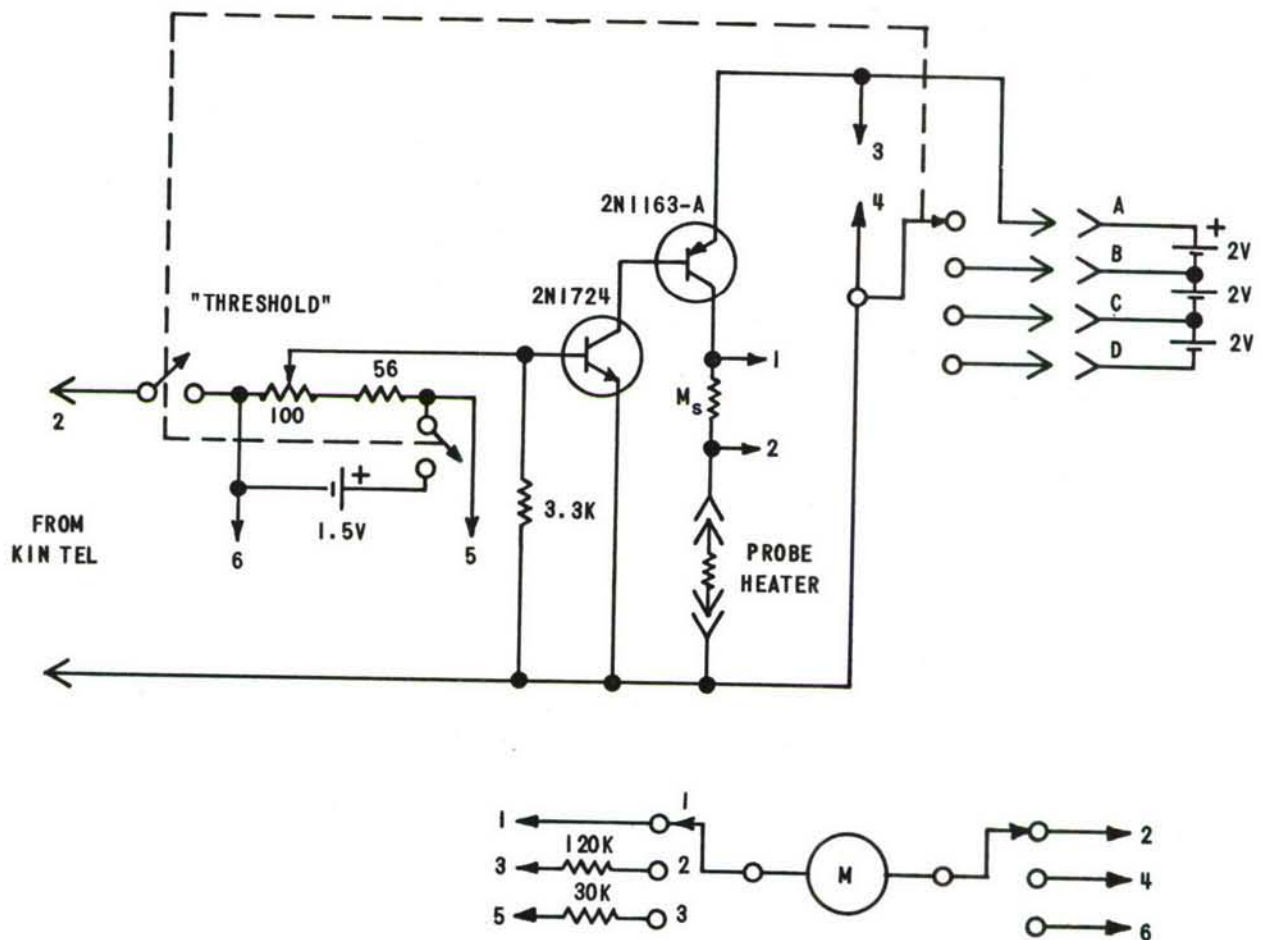 3
2N1163-A
4
A
+
2V
B
2N1724
2V
"THRESHOLD"
C
56
D
2V
1
100
Ms
2
2
+
3.3K
1.5V
FROM
KIN TEL
6
5
PROBE
HEATER
1
1
2
120K
3
2
M
4
30K
5
3
6